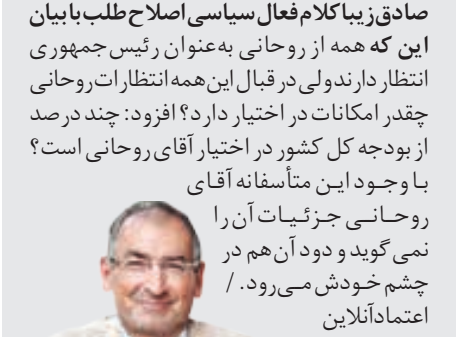 صادق زیباکلام فعال سیاسی اصلاح طلب با بیان
این که همه از روحانی به‌عنوان رئیس جمهوری
انتظار دارند ولی در قبال این همه انتظارات روحانی
چقدر امکانات در اختیار دارد؟ افزود: چند درصد
از بودجه کل کشور در اختیار آقای روحانی است؟
با وجود این متأسفانه آقای
روحانی جزئیات آن را
نمی گوید و دود آن هم در
چشم خودش می‌رود. /
اعتمادآنلاین